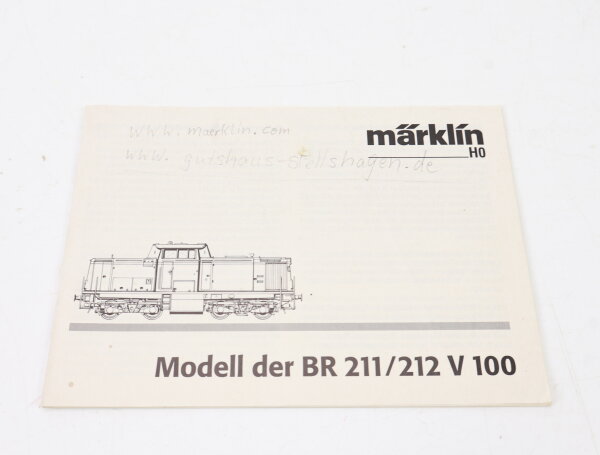 www.maerklin.com
www.gutshaus-stellshagen.de
märklin
H0
Modell der BR 211/212 V 100